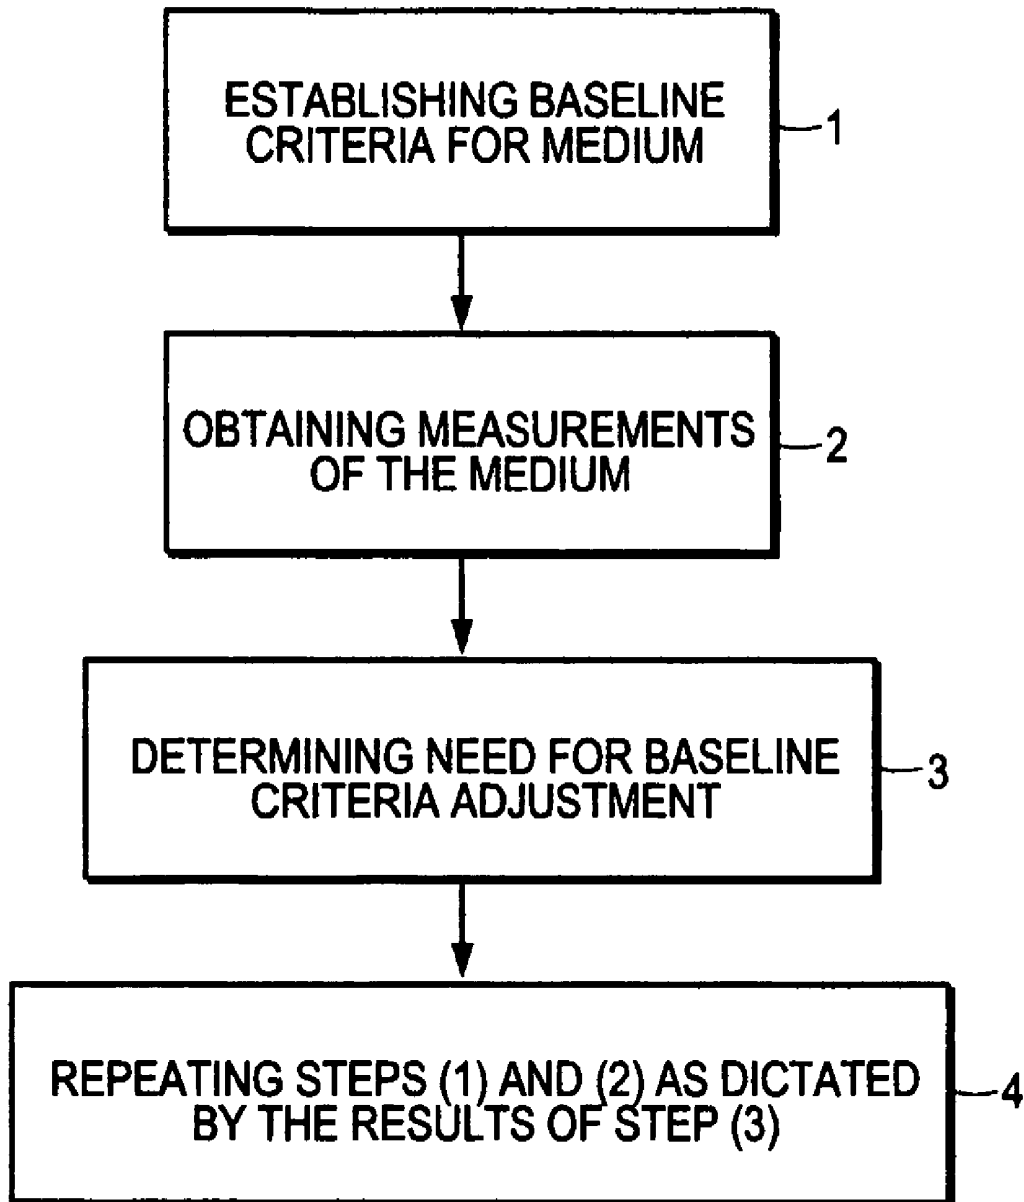 ESTABLISHING BASELINE
CRITERIA FOR MEDIUM
1
OBTAINING MEASUREMENTS
OF THE MEDIUM
2
DETERMINING NEED FOR BASELINE
CRITERIA ADJUSTMENT
3
REPEATING STEPS (1) AND (2) AS DICTATED
BY THE RESULTS OF STEP (3)
4